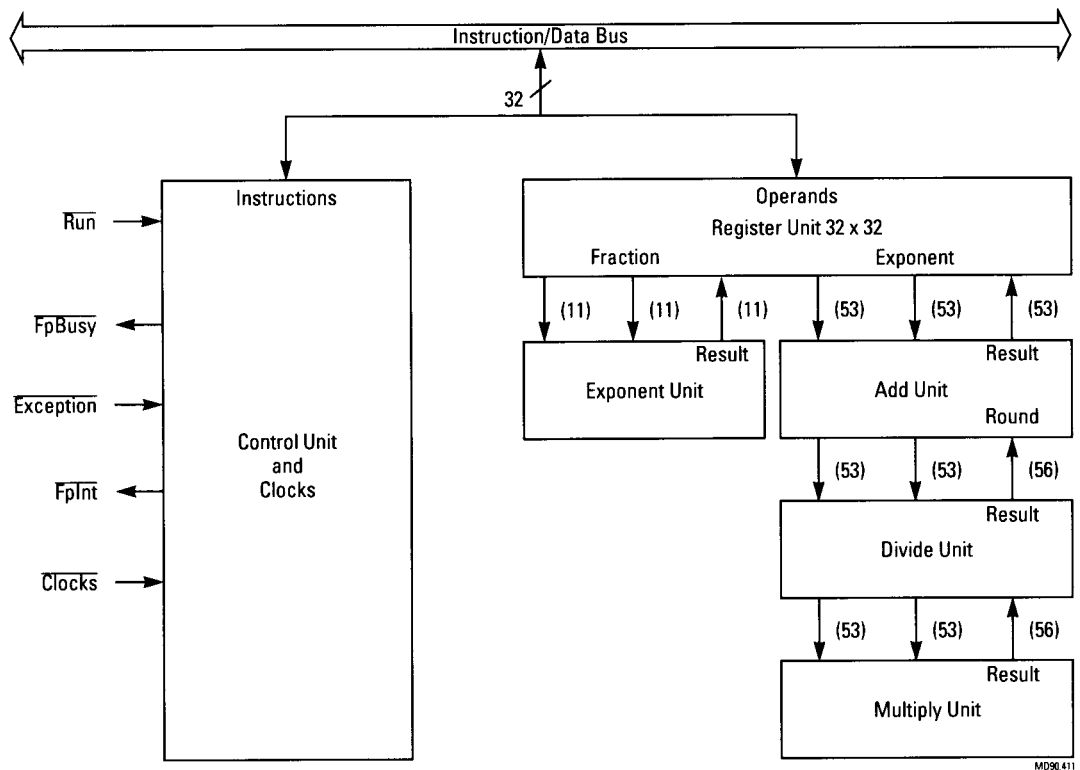 Instruction/Data Bus
32
Instructions
Run
FpBusy
Exception
FpInt
Clocks
Control Unit
and
Clocks
Operands
Register Unit 32 x 32
Fraction Exponent
(11) (11) (11) (53) (53) (53)
Result
Exponent Unit
Result
Add Unit
Round
(53) (53) (56)
Result
Divide Unit
(53) (53) (56)
Result
Multiply Unit
MD90.411